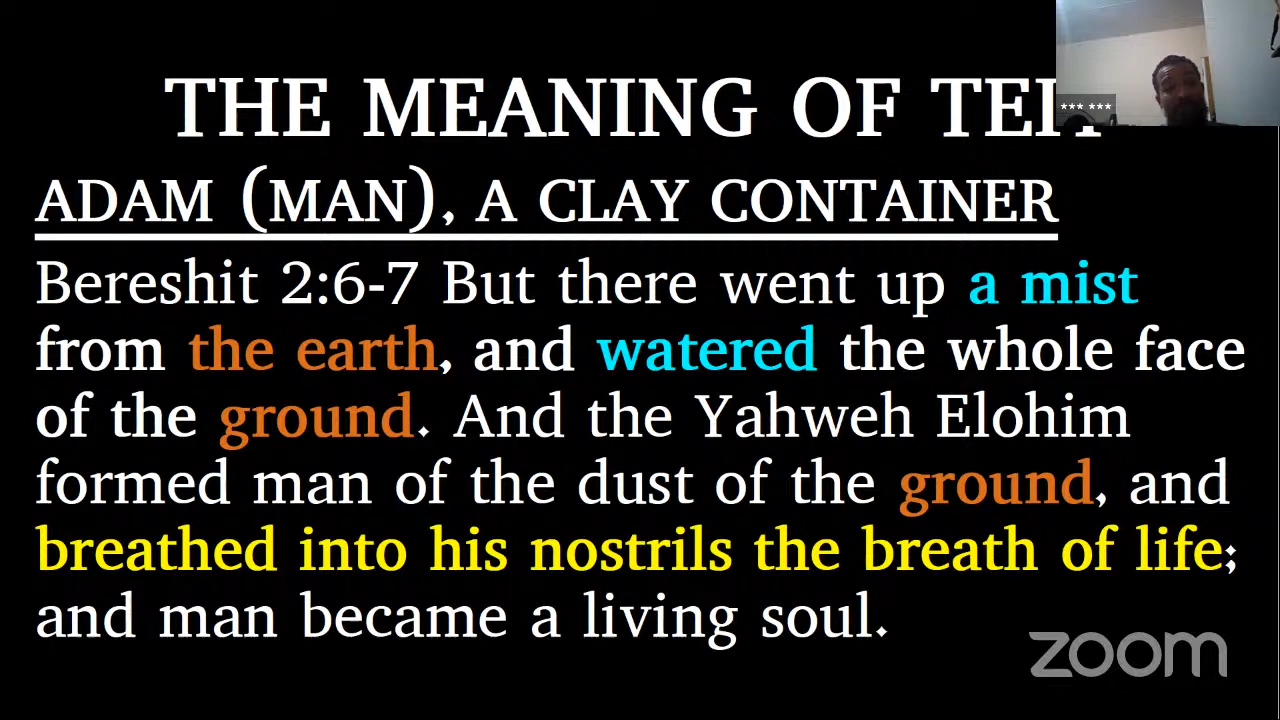 THE MEANING OF
*** ***
ADAM (MAN), A CLAY CONTAINER
Bereshit 2:6-7 But there went up a mist
from the earth, and watered the whole face
of the ground. And the Yahweh Elohim
formed man of the dust of the ground, and
breathed into his nostrils the breath of life;
and man became a living soul.
zoom